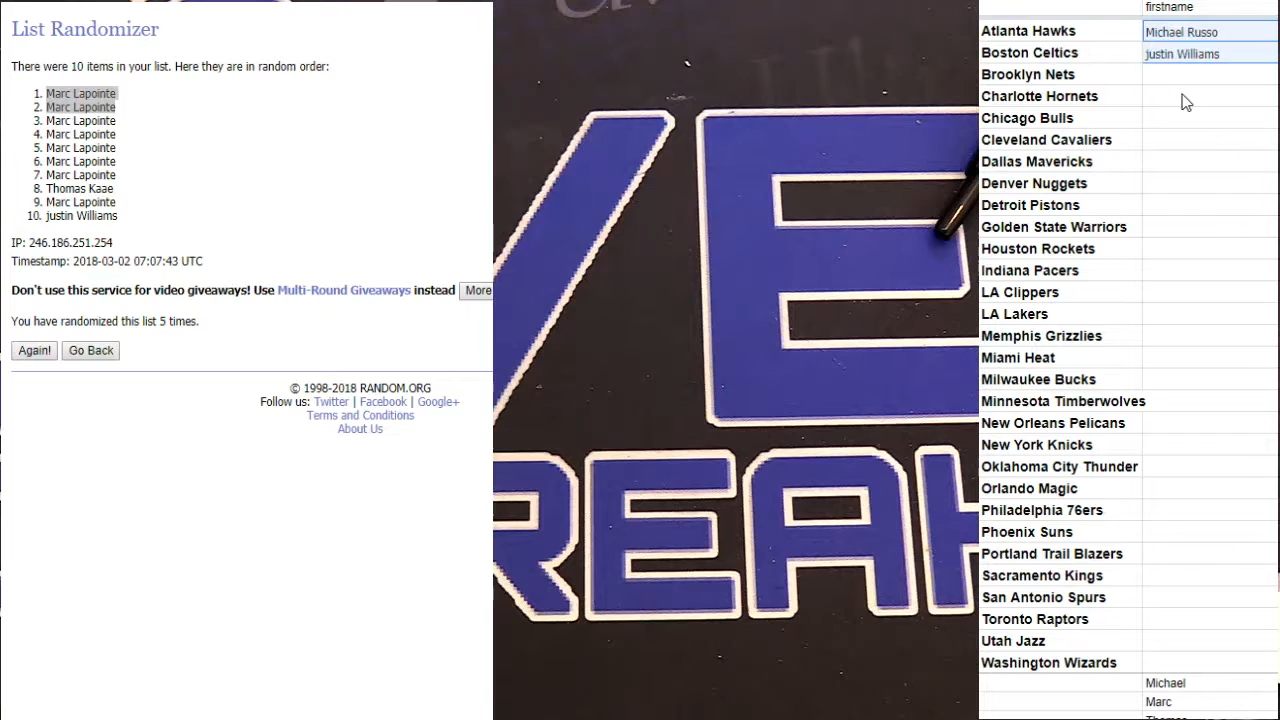 List Randomizer
There were 10 items in your list. Here they are in random order:
1. Marc Lapointe
2. Marc Lapointe
3. Marc Lapointe
4. Marc Lapointe
5. Marc Lapointe
6. Marc Lapointe
7. Marc Lapointe
8. Thomas Kaae
9. Marc Lapointe
10. justin Williams
IP: 246.186.251.254
Timestamp: 2018-03-02 07:07:43 UTC
Don't use this service for video giveaways! Use Multi-Round Giveaways instead More
You have randomized this list 5 times.
Again! Go Back
© 1998-2018 RANDOM.ORG
Follow us: Twitter | Facebook | Google+
Terms and Conditions
About Us
VE
REAK
firstname
Atlanta Hawks Michael Russo
Boston Celtics justin Williams
Brooklyn Nets
Charlotte Hornets
Chicago Bulls
Cleveland Cavaliers
Dallas Mavericks
Denver Nuggets
Detroit Pistons
Golden State Warriors
Houston Rockets
Indiana Pacers
LA Clippers
LA Lakers
Memphis Grizzlies
Miami Heat
Milwaukee Bucks
Minnesota Timberwolves
New Orleans Pelicans
New York Knicks
Oklahoma City Thunder
Orlando Magic
Philadelphia 76ers
Phoenix Suns
Portland Trail Blazers
Sacramento Kings
San Antonio Spurs
Toronto Raptors
Utah Jazz
Washington Wizards
Michael
Marc